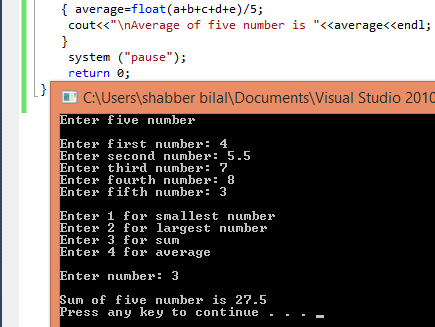 { average=float(a+b+c+d+e)/5;
cout<<"\nAverage of five number is "<<average<<endl;
}
system ("pause");
return 0;
}
C:\Users\shabber bilal\Documents\Visual Studio 2010
Enter five number
Enter first number: 4
Enter second number: 5.5
Enter third number: 7
Enter fourth number: 8
Enter fifth number: 3
Enter 1 for smallest number
Enter 2 for largest number
Enter 3 for sum
Enter 4 for average
Enter number: 3
Sum of five number is 27.5
Press any key to continue . . . _